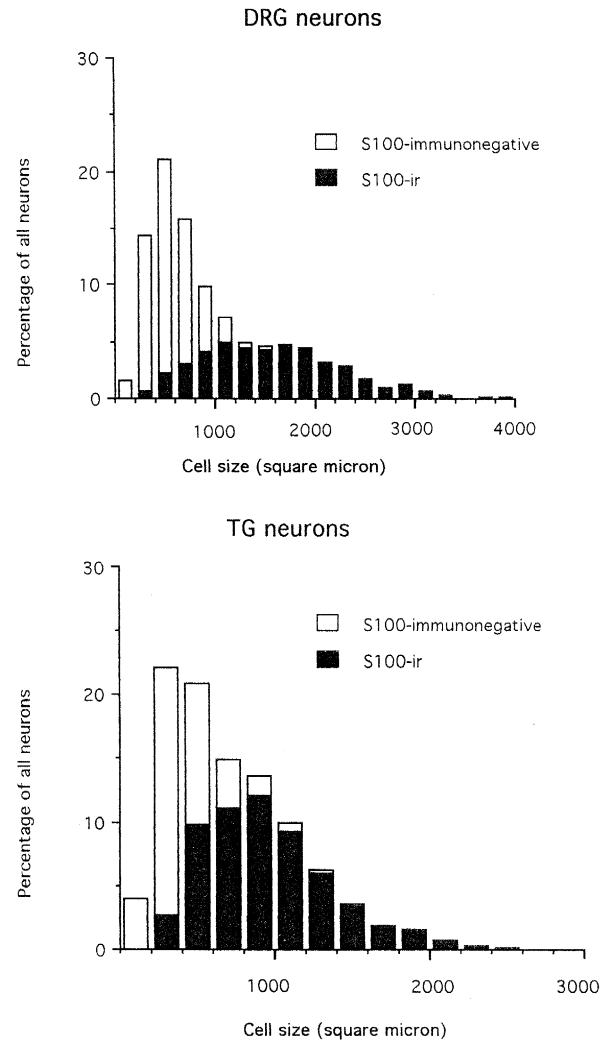 DRG neurons
30
20
10
0
Percentage of all neurons
S100-immunonegative
S100-ir
1000 2000 3000 4000
Cell size (square micron)
TG neurons
30
20
10
0
Percentage of all neurons
S100-immunonegative
S100-ir
1000 2000 3000
Cell size (square micron)